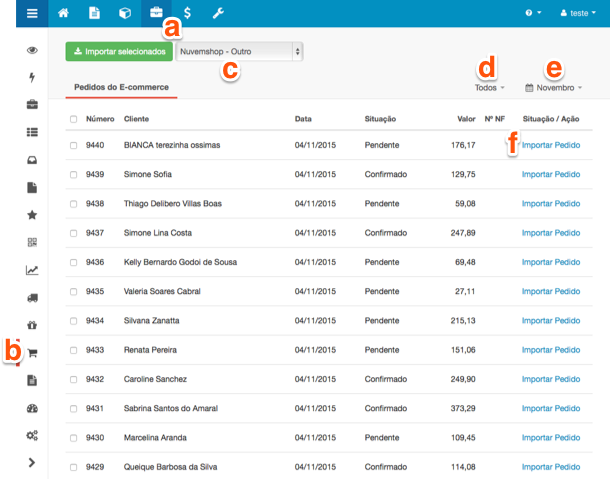 teste
a
Importar selecionados Nuvemshop - Outro
c d e
Pedidos do E-commerce Todos Novembro
Número Cliente Data Situação Valor Nº NF Situação / Ação
f
9440 BIANCA terezinha ossimas 04/11/2015 Pendente 176,17 Importar Pedido
9439 Simone Sofia 04/11/2015 Confirmado 129,75 Importar Pedido
9438 Thiago Delibero Villas Boas 04/11/2015 Pendente 59,08 Importar Pedido
9437 Simone Lina Costa 04/11/2015 Confirmado 247,89 Importar Pedido
9436 Kelly Bernardo Godoi de Sousa 04/11/2015 Pendente 69,48 Importar Pedido
9435 Valeria Soares Cabral 04/11/2015 Pendente 27,11 Importar Pedido
9434 Silvana Zanatta 04/11/2015 Pendente 215,13 Importar Pedido
b
9433 Renata Pereira 04/11/2015 Pendente 151,06 Importar Pedido
9432 Caroline Sanchez 04/11/2015 Confirmado 249,90 Importar Pedido
9431 Sabrina Santos do Amaral 04/11/2015 Confirmado 373,29 Importar Pedido
9430 Marcelina Aranda 04/11/2015 Pendente 109,45 Importar Pedido
9429 Queique Barbosa da Silva 04/11/2015 Confirmado 114,08 Importar Pedido